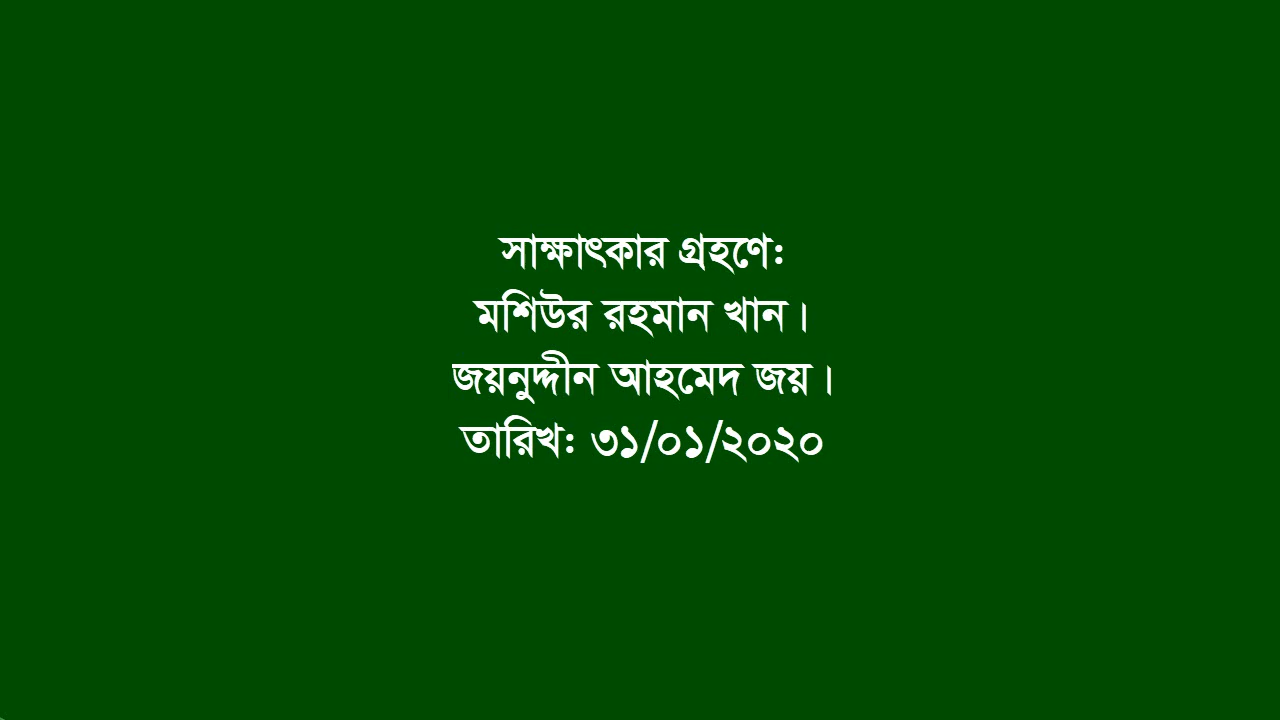 সাক্ষাৎকার গ্রহণে:
মশিউর রহমান খান।
জয়নুদ্দীন আহমেদ জয়।
তারিখ: ৩১/০১/২০২০